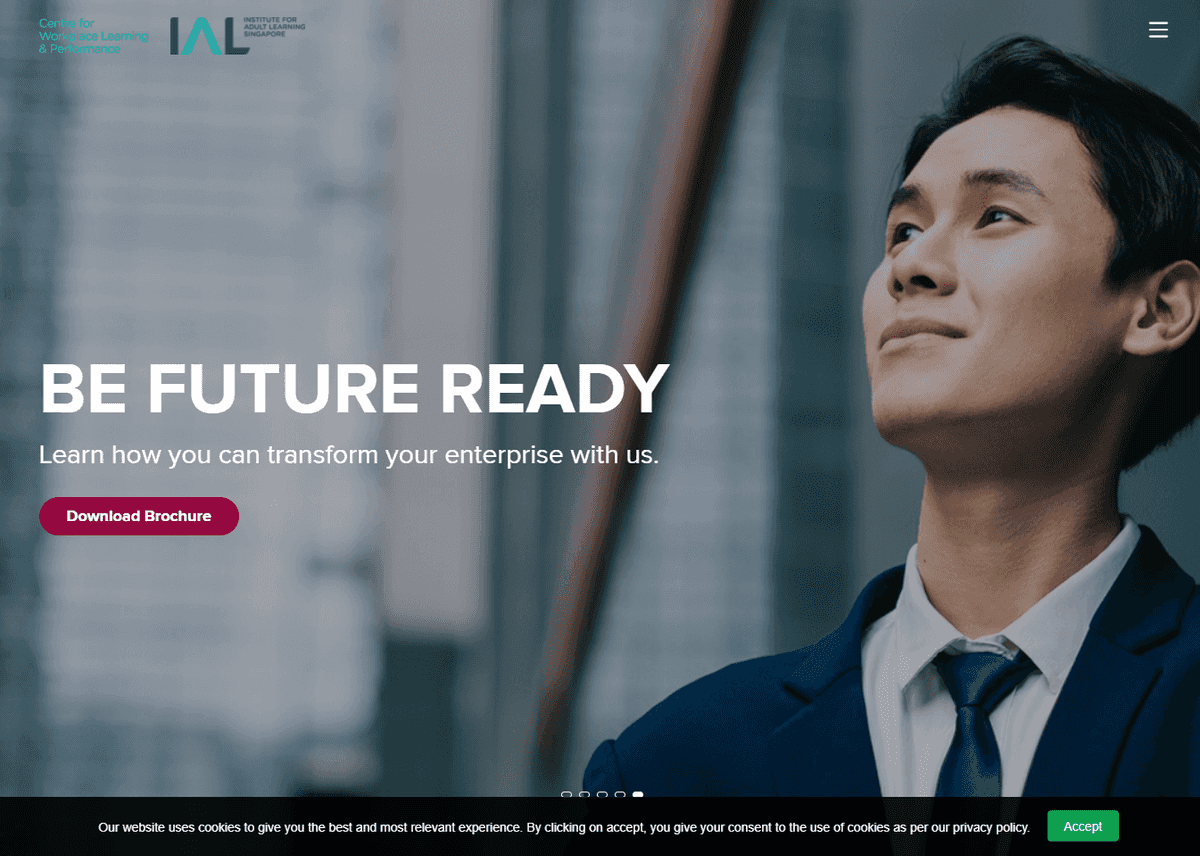 Centre for
Workplace Learning
& Performance
IAL
INSTITUTE FOR
ADULT LEARNING
SINGAPORE
BE FUTURE READY
Learn how you can transform your enterprise with us.
Download Brochure
Our website uses cookies to give you the best and most relevant experience. By clicking on accept, you give your consent to the use of cookies as per our privacy policy.
Accept